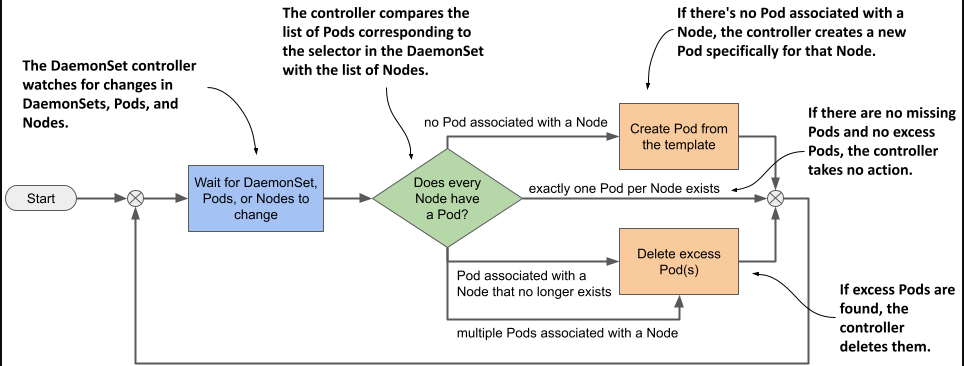 The DaemonSet controller
watches for changes in
DaemonSets, Pods, and
Nodes.
The controller compares the
list of Pods corresponding to
the selector in the DaemonSet
with the list of Nodes.
If there's no Pod associated with a
Node, the controller creates a new
Pod specifically for that Node.
If there are no missing
Pods and no excess
Pods, the controller
takes no action.
Start
Wait for DaemonSet,
Pods, or Nodes to
change
Does every
Node have
a Pod?
no Pod associated with a Node
Create Pod from
the template
exactly one Pod per Node exists
Pod associated with a
Node that no longer exists
Delete excess
Pod(s)
multiple Pods associated with a Node
If excess Pods are
found, the
controller
deletes them.